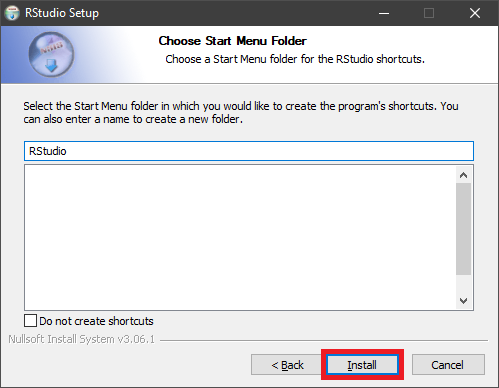 RStudio Setup
Choose Start Menu Folder
Choose a Start Menu folder for the RStudio shortcuts.
Select the Start Menu folder in which you would like to create the program's shortcuts. You
can also enter a name to create a new folder.
RStudio
Do not create shortcuts
Nullsoft Install System v3.06.1
< Back
Install
Cancel